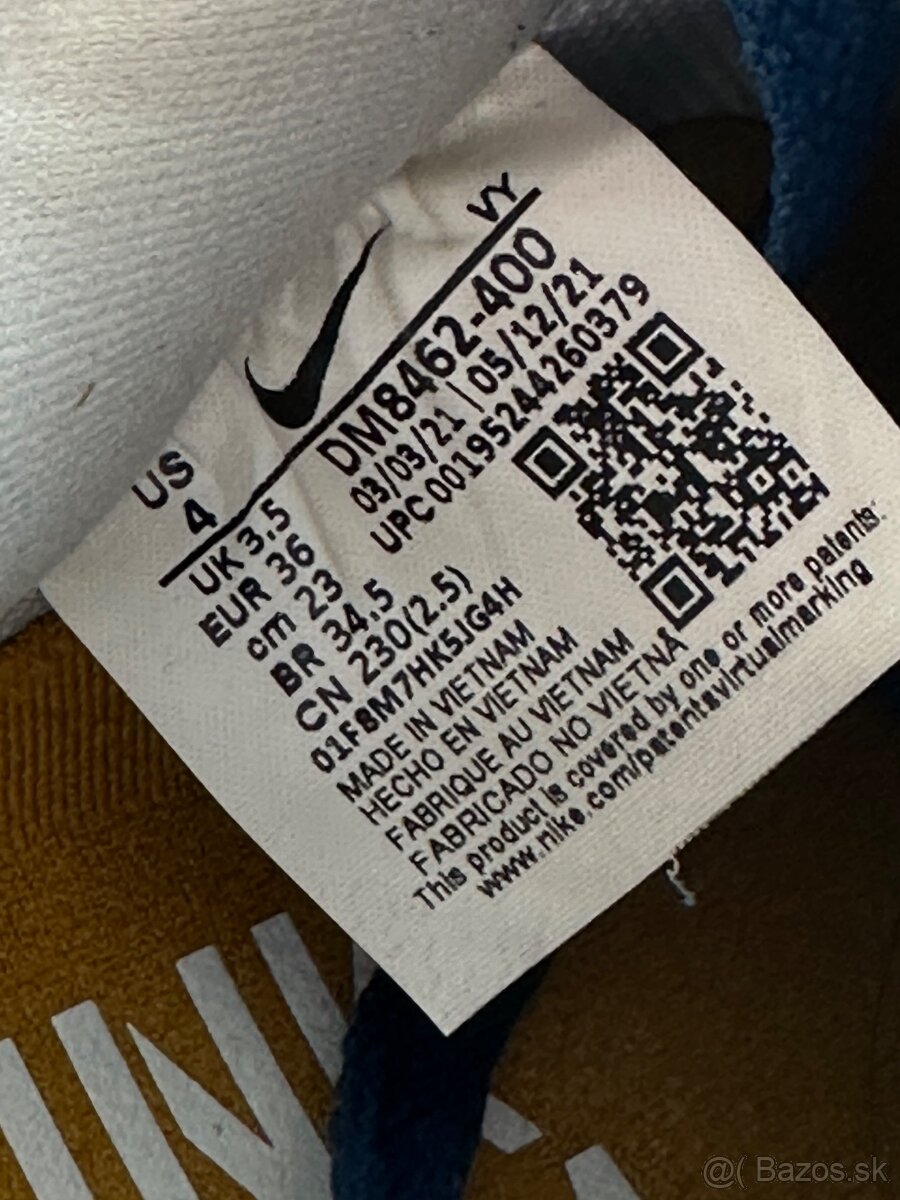 VY
US
4
UK 3,5
EUR 36
cm 23
BR 34,5
CN 230(2.5)
DM8462-400
03/03/21 | 05/12/21
UPC 00195244260379
01F8M7HK5JG4H
MADE IN VIETNAM
HECHO EN VIETNAM
FABRIQUE AU VIETNAM
FABRICADO NO VIETNÃ
This product is covered by one or more patents:
www.nike.com/patentsvirtualmarking
@( Bazos.sk